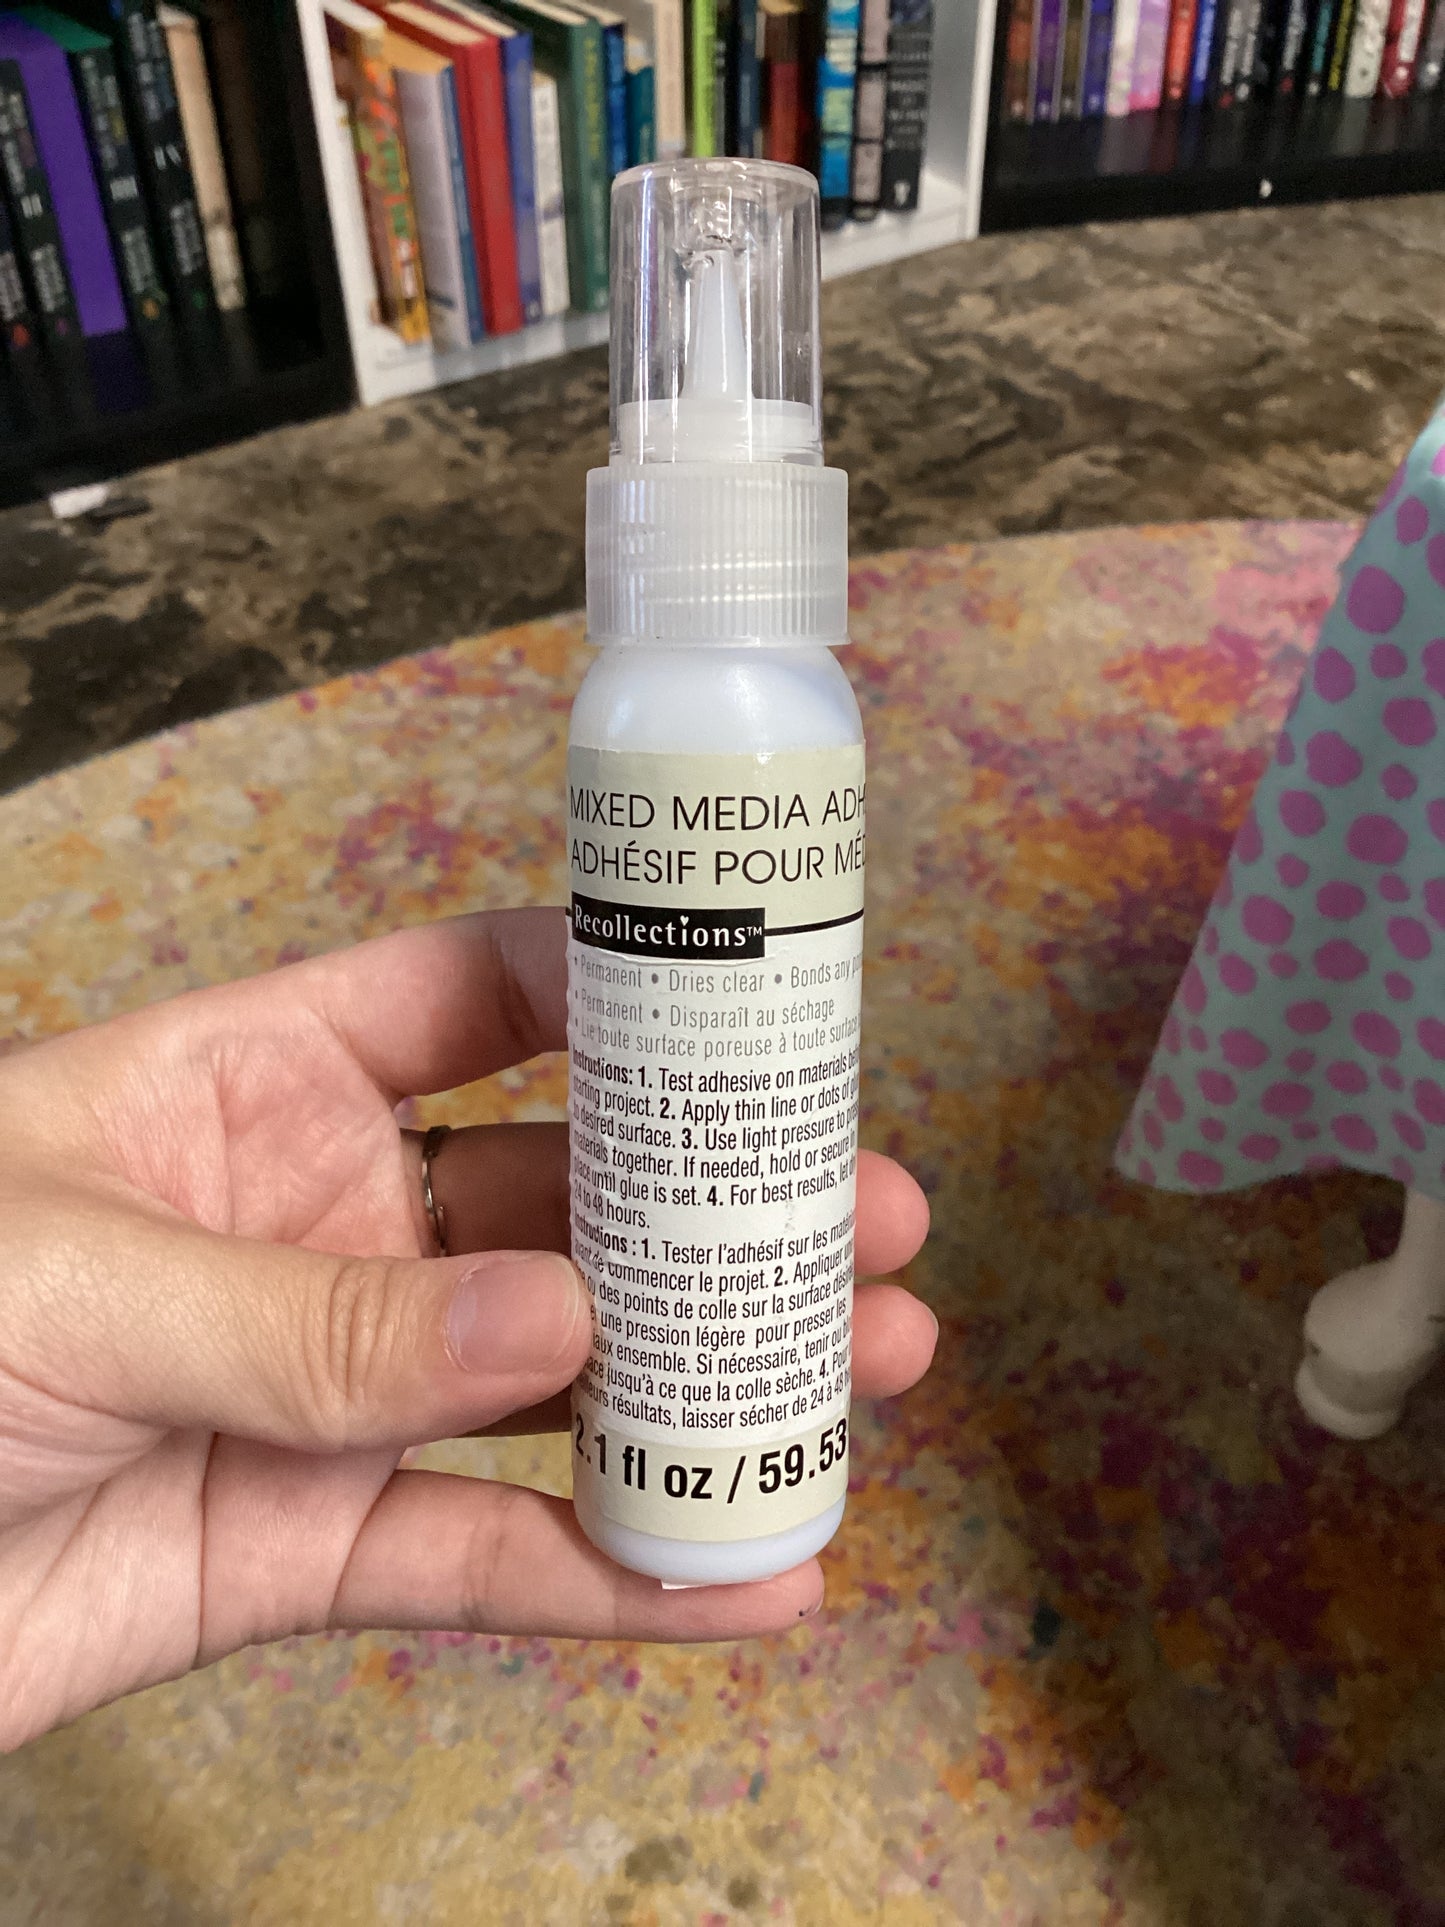 MIXED MEDIA ADH
ADHÉSIF POUR MÉD
Recollections™
• Permanent • Dries clear • Bonds any
• Permanent • Disparaît au séchage
• Lie toute surface poreuse à toute surface
Instructions: 1. Test adhesive on materials
starting project. 2. Apply thin line or dots of
to desired surface. 3. Use light pressure to
materials together. If needed, hold or secure
place until glue is set. 4. For best results, let
24 to 48 hours.
Instructions : 1. Tester l'adhésif sur les
avant de commencer le projet. 2. Appliquer
ou des points de colle sur la surface
une pression légère pour presser les
ensemble. Si nécessaire, tenir ou
jusqu'à ce que la colle sèche. 4.
résultats, laisser sécher de 24 à 48
2.1 fl oz / 59.53